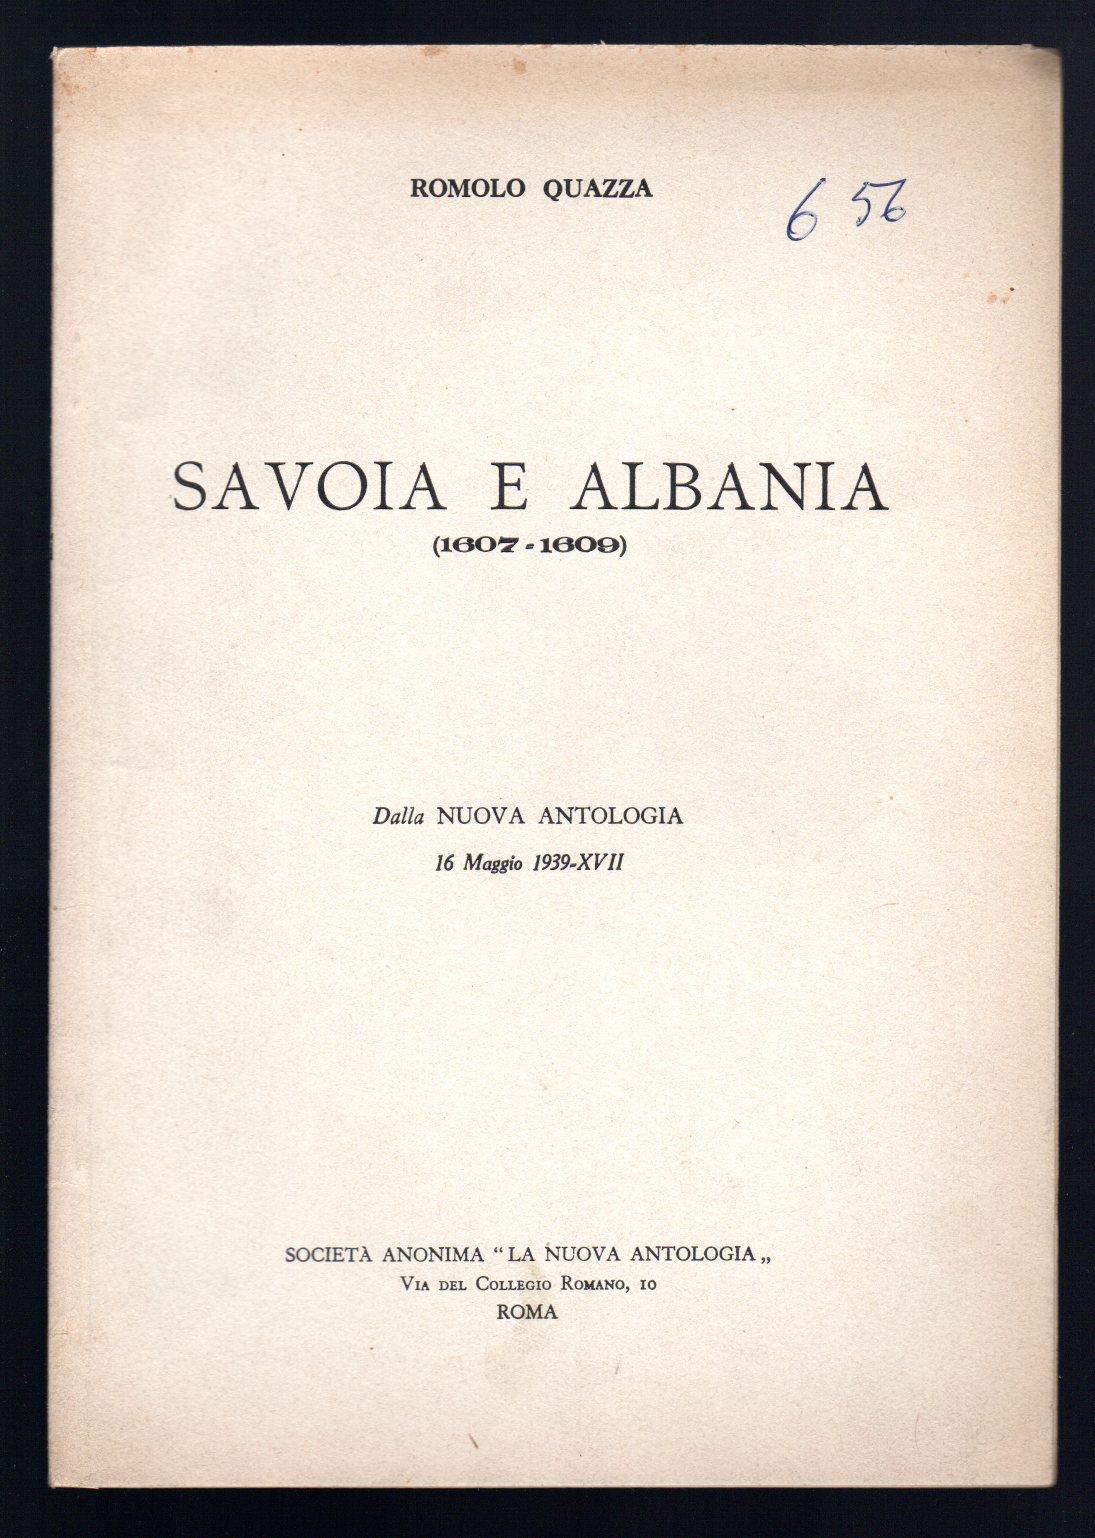 ROMOLO QUAZZA
6 56
SAVOIA E ALBANIA
(1607-1609)
Dalla NUOVA ANTOLOGIA
16 Maggio 1939-XVII
SOCIETÀ ANONIMA “LA NUOVA ANTOLOGIA„
VIA DEL COLLEGIO ROMANO, 10
ROMA